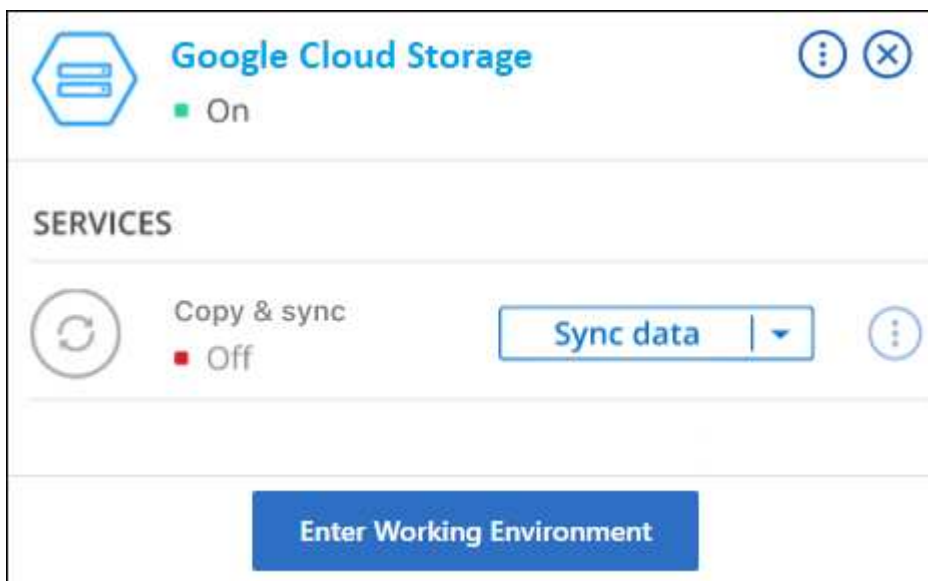 Google Cloud Storage
On
SERVICES
Copy & sync
Off
Sync data
Enter Working Environment